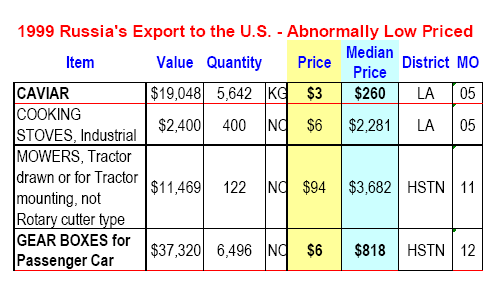 1999 Russia's Export to the U.S. - Abnormally Low Priced
Item Value Quantity Price Median Price District MO
CAVIAR $19,048 5,642 KG $3 $260 LA 05
COOKING
STOVES, Industrial $2,400 400 NO $6 $2,281 LA 05
MOWERS, Tractor
drawn or for Tractor
mounting, not
Rotary cutter type $11,469 122 NO $94 $3,682 HSTN 11
GEAR BOXES for
Passenger Car $37,320 6,496 NO $6 $818 HSTN 12